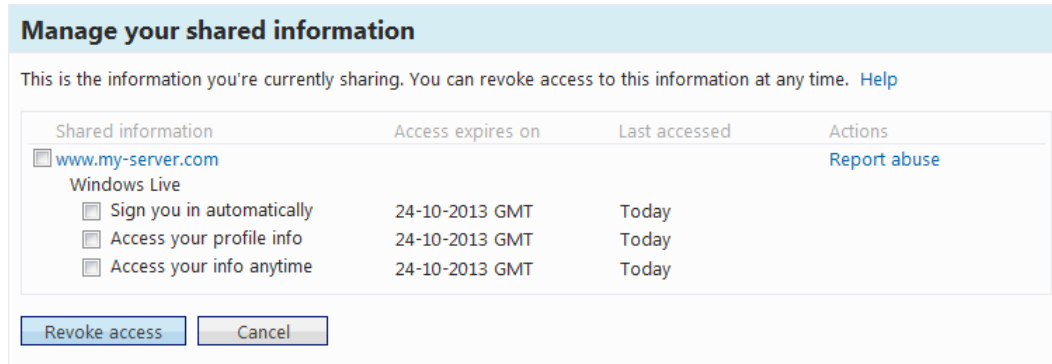 Manage your shared information
This is the information you're currently sharing. You can revoke access to this information at any time. Help
Shared information Access expires on Last accessed Actions
www.my-server.com Report abuse
Windows Live
Sign you in automatically 24-10-2013 GMT Today
Access your profile info 24-10-2013 GMT Today
Access your info anytime 24-10-2013 GMT Today
Revoke access Cancel